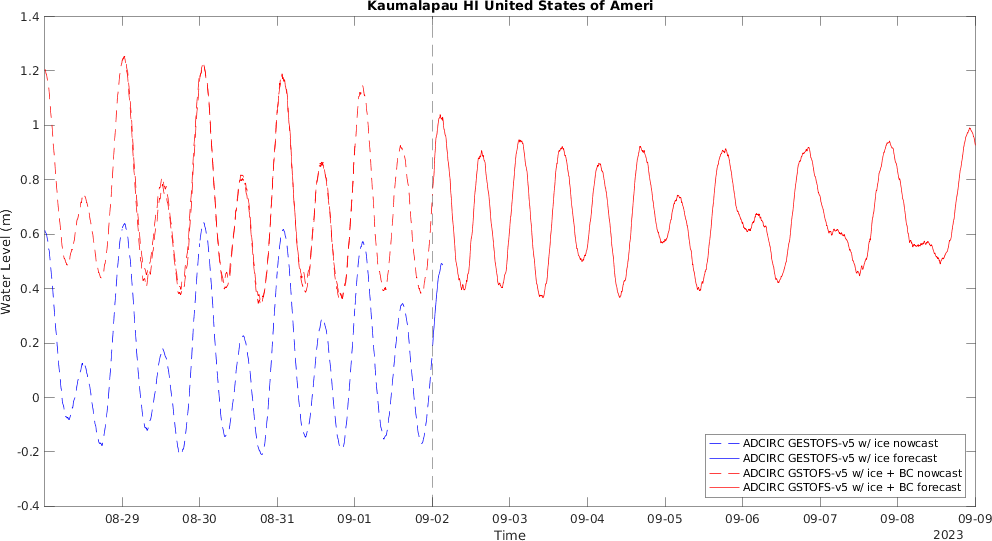 Kaumalapau HI United States of Ameri
1.4
1.2
1
0.8
0.6
0.4
0.2
0
-0.2
-0.4
Water Level (m)
08-29 08-30 08-31 09-01 09-02 09-03 09-04 09-05 09-06 09-07 09-08 09-09
Time
2023
ADCIRC GESTOFS-v5 w/ ice nowcast
ADCIRC GESTOFS-v5 w/ ice forecast
ADCIRC GSTOFS-v5 w/ ice + BC nowcast
ADCIRC GSTOFS-v5 w/ ice + BC forecast